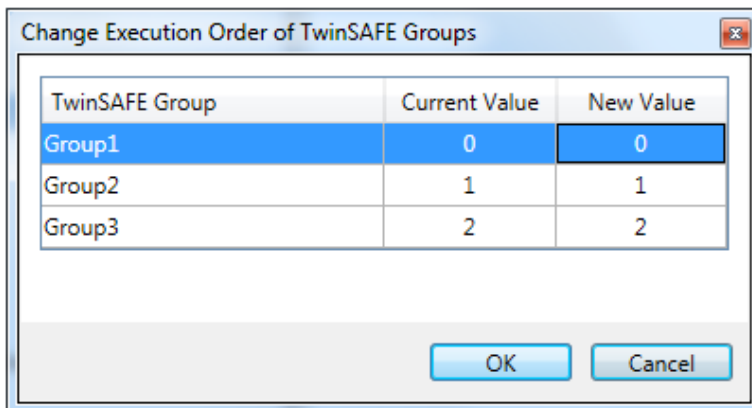 Change Execution Order of TwinSAFE Groups
TwinSAFE Group Current Value New Value
Group1 0 0
Group2 1 1
Group3 2 2
OK Cancel